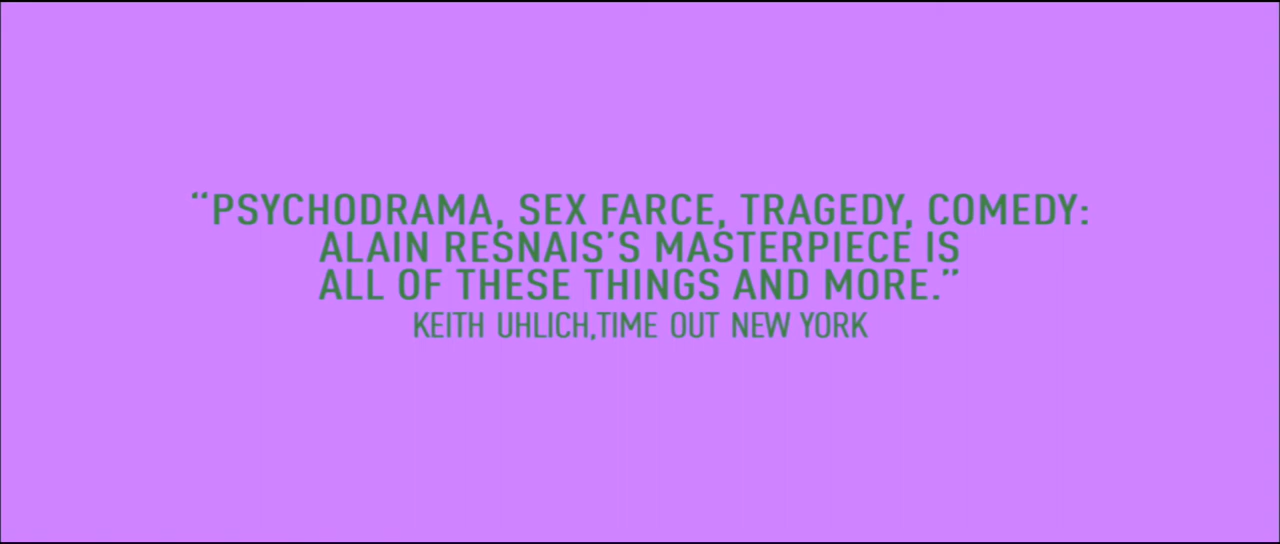 “PSYCHODRAMA, SEX FARCE, TRAGEDY, COMEDY:
ALAIN RESNAIS’S MASTERPIECE IS
ALL OF THESE THINGS AND MORE.”
KEITH UHLICH,TIME OUT NEW YORK